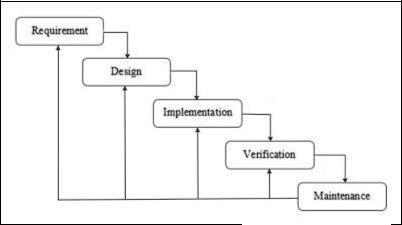 Requirement
Design
Implementation
Verification
Maintenance